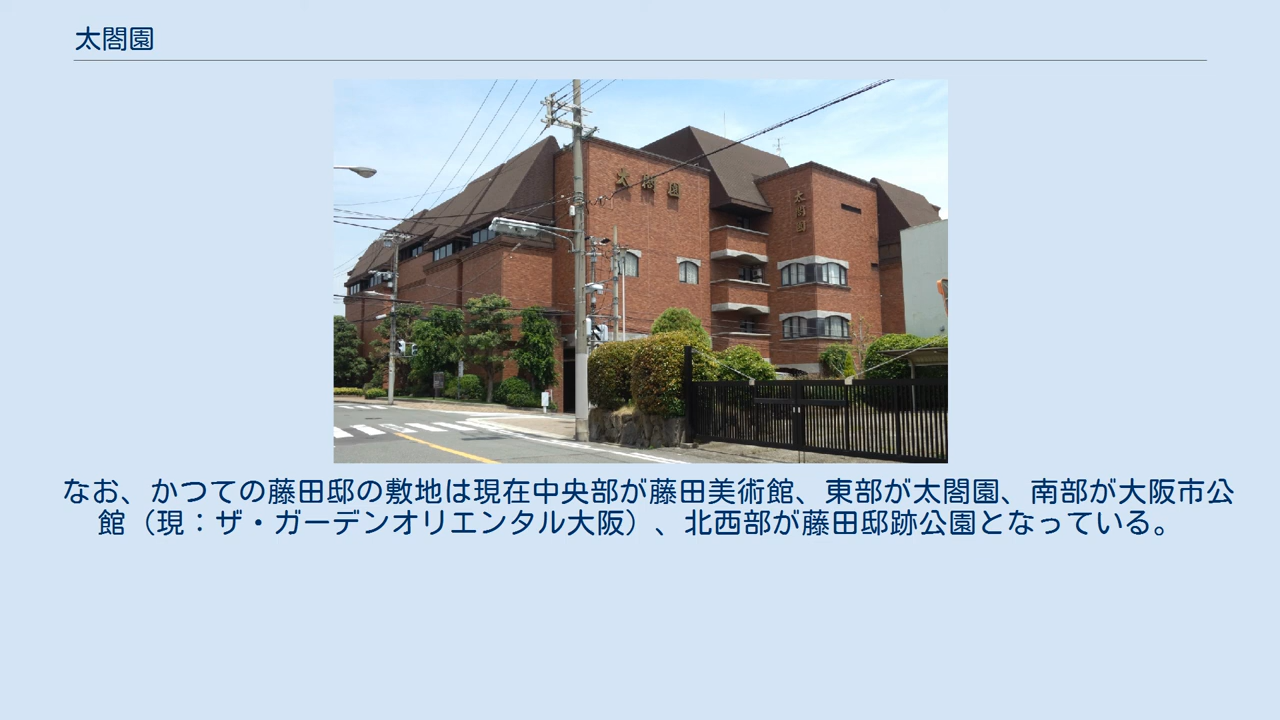 太閤園
太閤園
太閤園
なお、かつての藤田邸の敷地は現在中央部が藤田美術館、東部が太閤園、南部が大阪市公
館（現：ザ・ガーデンオリエンタル大阪）、北西部が藤田邸跡公園となっている。